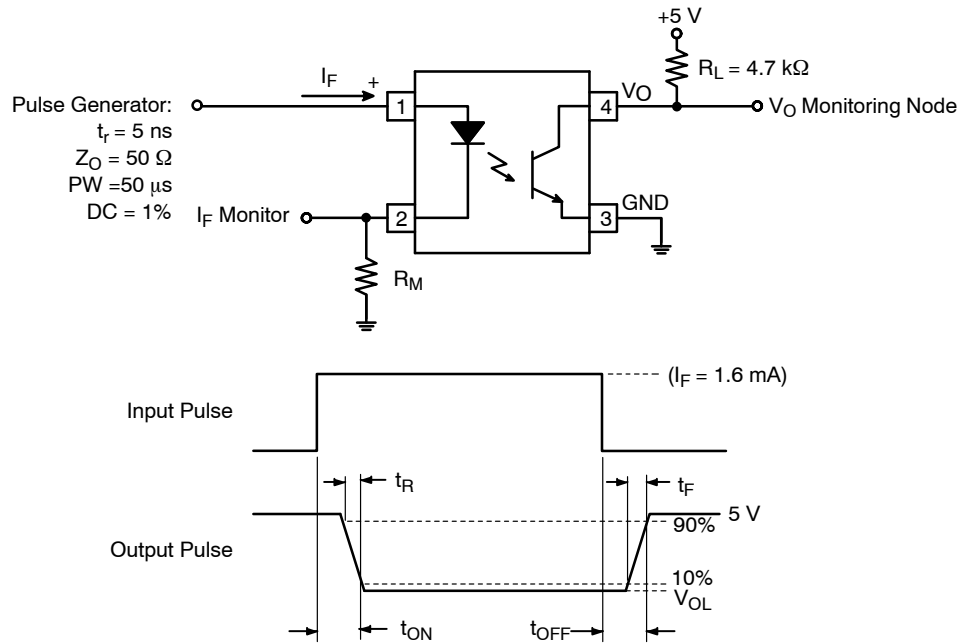 +5 V
R_L = 4.7 kΩ
I_F +
1
4
V_O
V_O Monitoring Node
Pulse Generator:
t_r = 5 ns
Z_O = 50 Ω
PW =50 μs
DC = 1%
I_F Monitor
2
3
GND
R_M
(I_F = 1.6 mA)
Input Pulse
t_R
t_F
5 V
90%
Output Pulse
10%
V_OL
t_ON
t_OFF